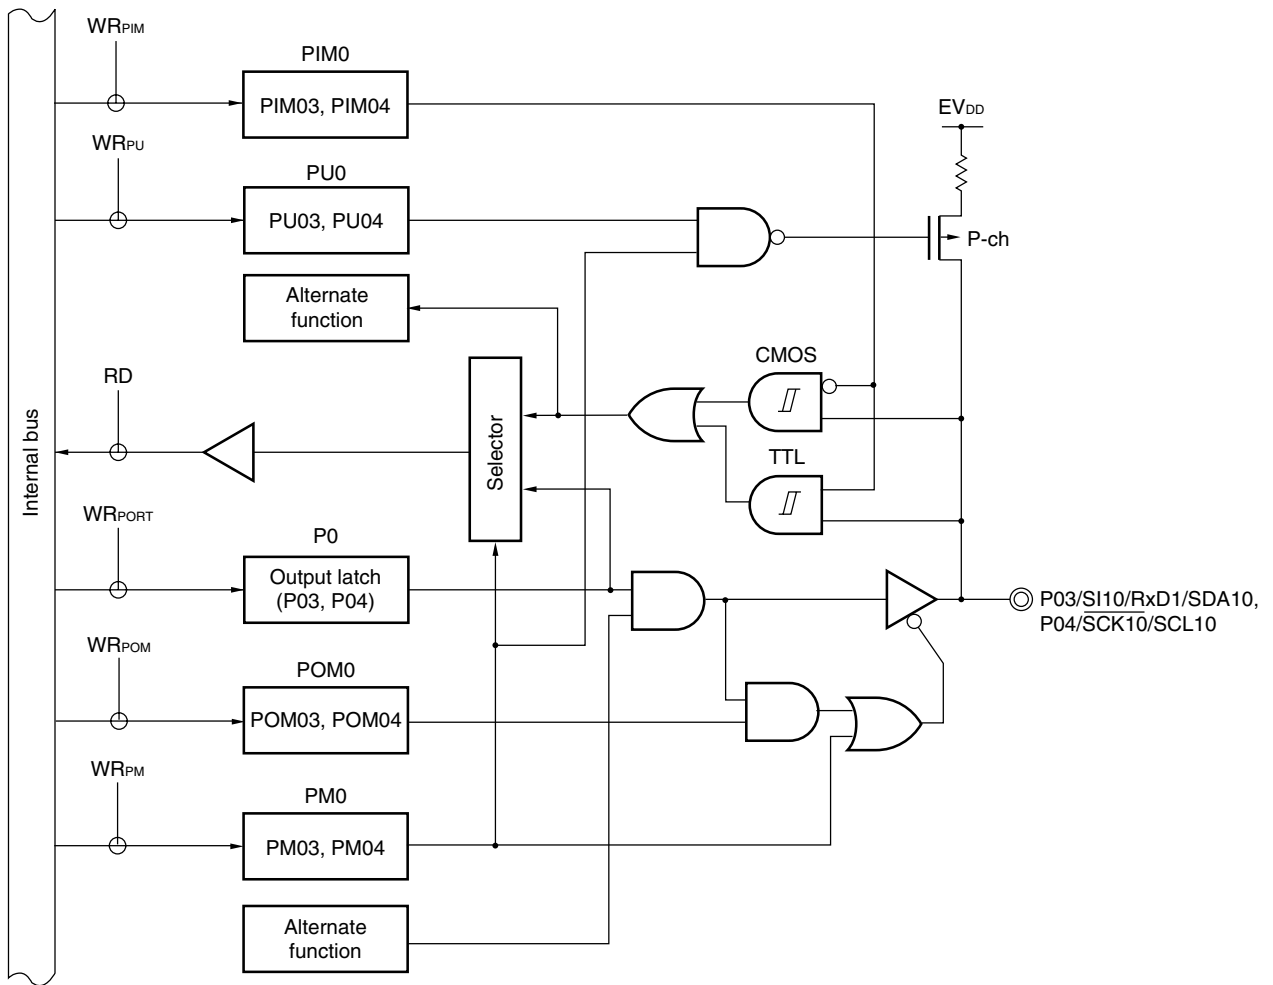 WRPIM
PIM0
PIM03, PIM04
EVDD
WRPU
PU0
PU03, PU04
P-ch
Alternate
function
CMOS
RD
Selector
TTL
Internal bus
WRPORT
P0
Output latch
(P03, P04)
P03/SI10/RxD1/SDA10,
P04/S̅C̅K̅1̅0̅/SCL10
WRPOM
POM0
POM03, POM04
WRPM
PM0
PM03, PM04
Alternate
function